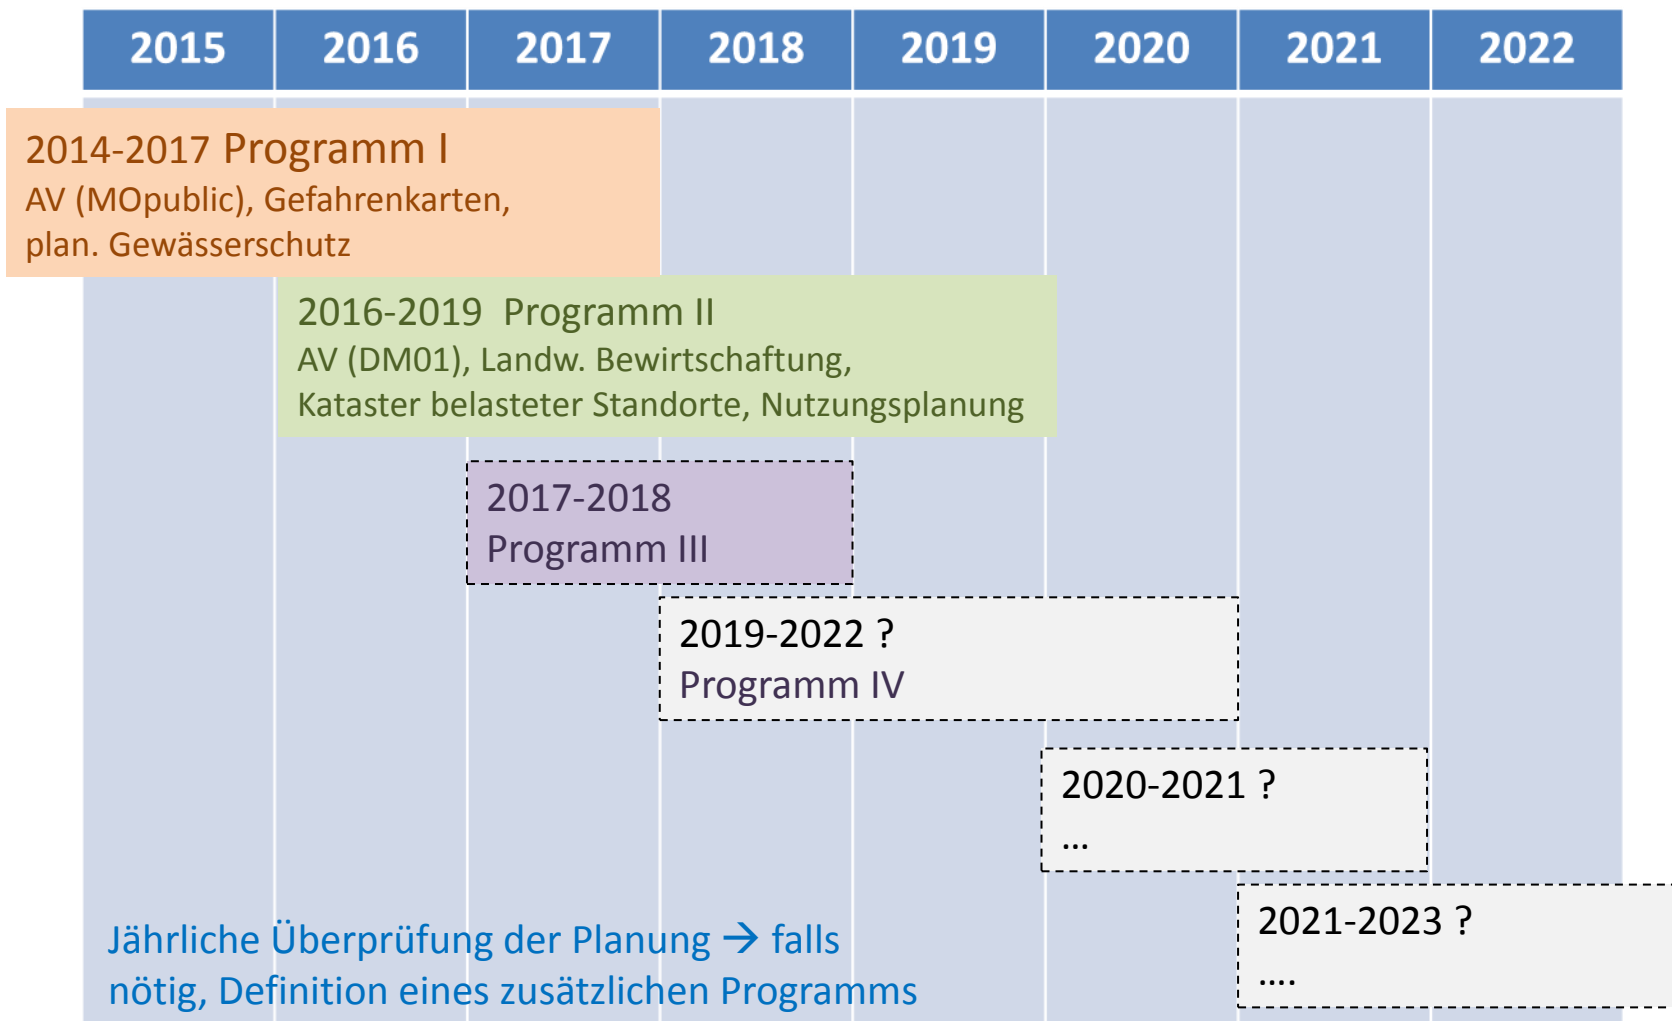 2015 2016 2017 2018 2019 2020 2021 2022
2014-2017 Programm I
AV (MOpublic), Gefahrenkarten,
plan. Gewässerschutz
2016-2019 Programm II
AV (DM01), Landw. Bewirtschaftung,
Kataster belasteter Standorte, Nutzungsplanung
2017-2018
Programm III
2019-2022 ?
Programm IV
2020-2021 ?
...
2021-2023 ?
....
Jährliche Überprüfung der Planung → falls
nötig, Definition eines zusätzlichen Programms